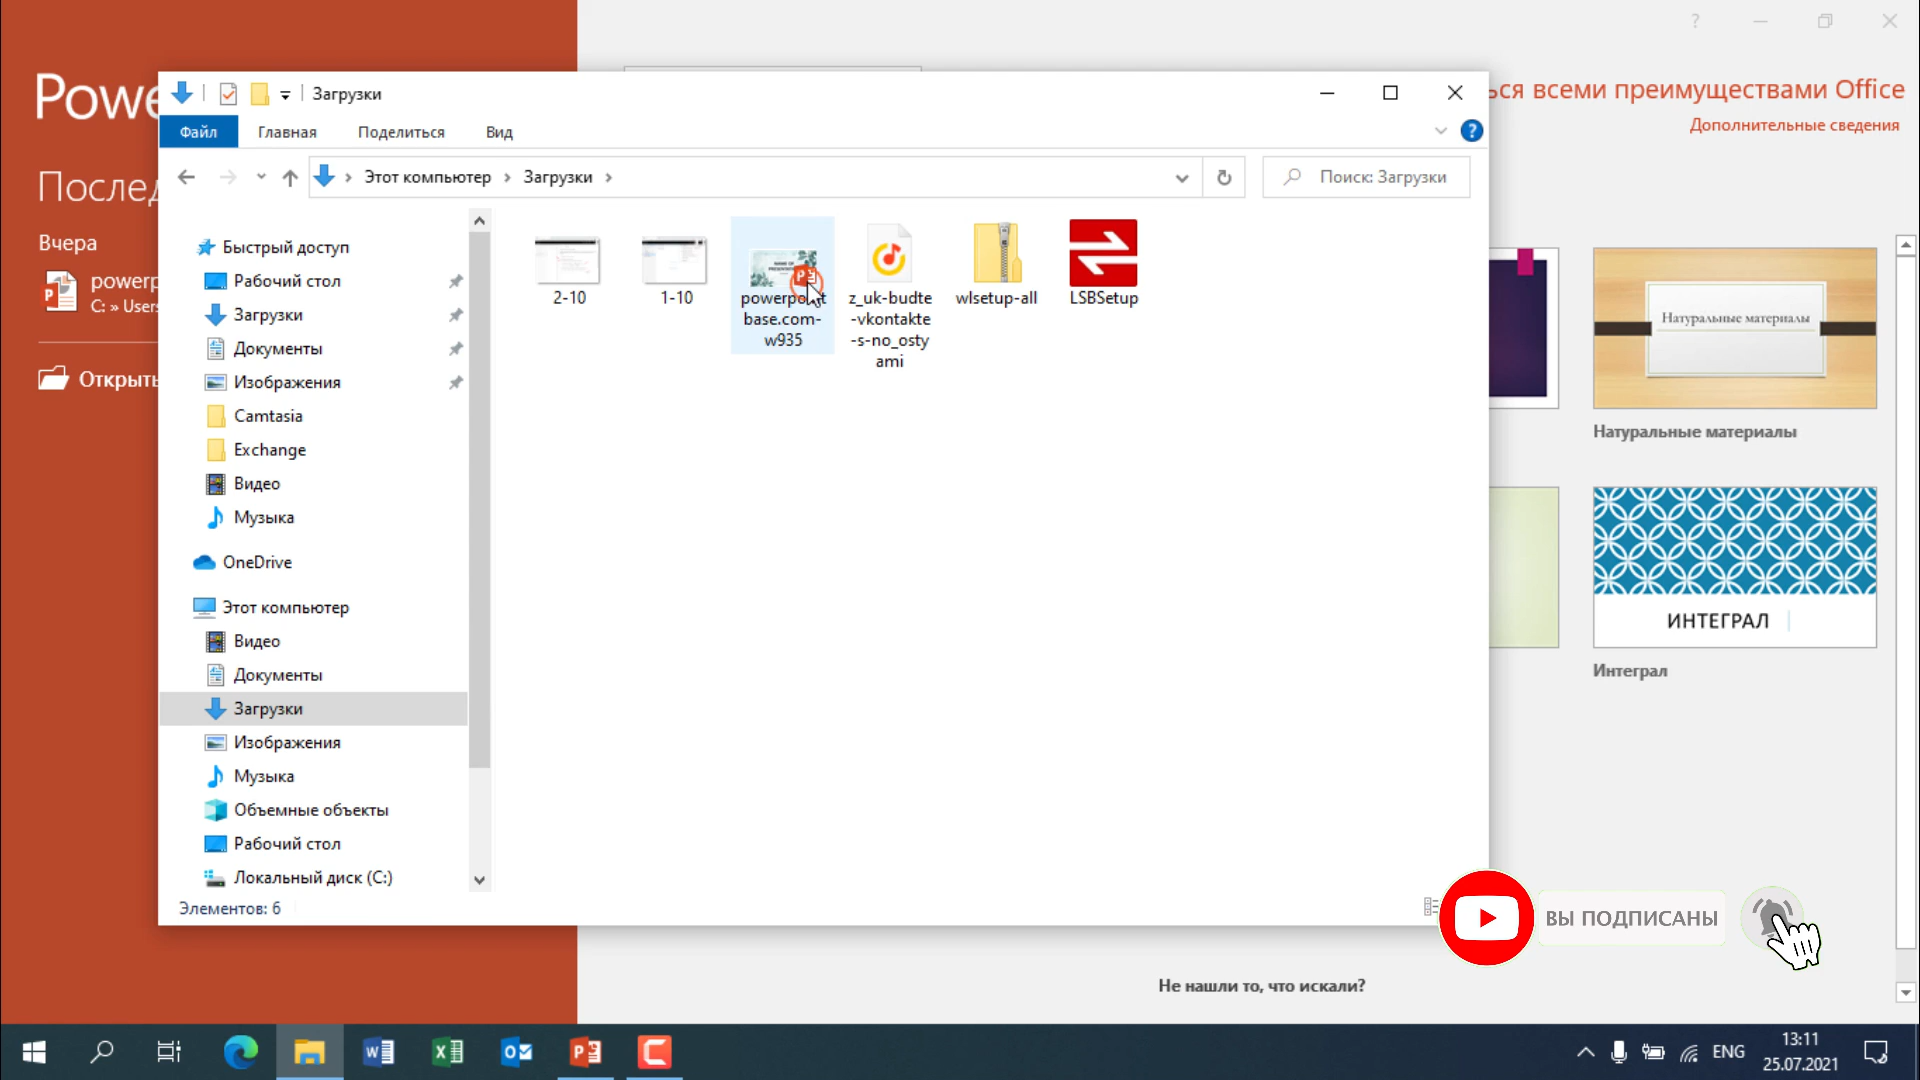 Powe
ься всеми преимуществами Office
Дополнительные сведения
Послед
Вчера
powerp
C: » Users
Открыть
Загрузки
Файл
Главная
Поделиться
Вид
Этот компьютер
Загрузки
Поиск: Загрузки
Быстрый доступ
Рабочий стол
Загрузки
Документы
Изображения
Camtasia
Exchange
Видео
Музыка
OneDrive
Этот компьютер
Видео
Документы
Загрузки
Изображения
Музыка
Объемные объекты
Рабочий стол
Локальный диск (C:)
Элементов: 6
2-10
1-10
powerpoint
base.com-
w935
z_uk-budte
-vkontakte
-s-no_osty
ami
wlsetup-all
LSBSetup
Натуральные материалы
Натуральные материалы
ИНТЕГРАЛ
Интеграл
ВЫ ПОДПИСАНЫ
Не нашли то, что искали?
ENG
13:11
25.07.2021